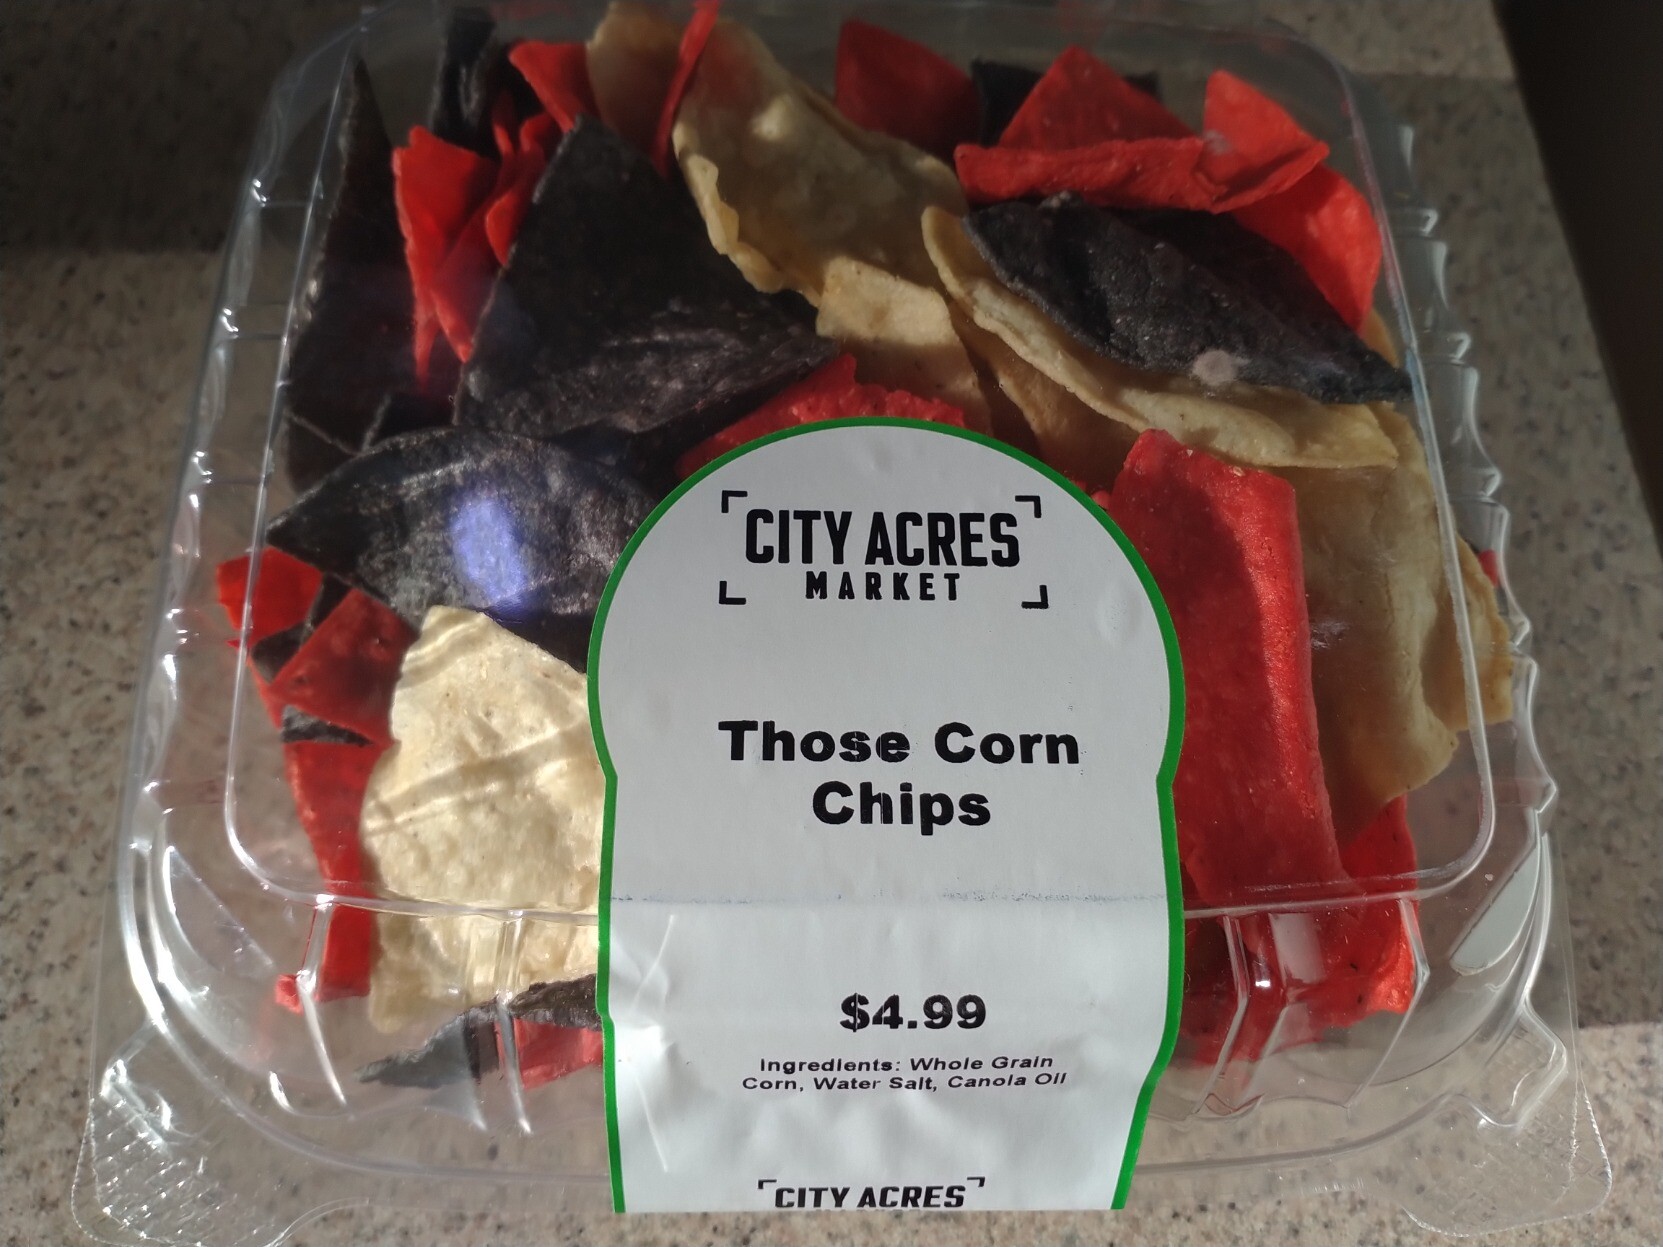 CITY ACRES
MARKET
Those Corn
Chips
$4.99
Ingredients: Whole Grain
Corn, Water Salt, Canola Oil
CITY ACRES